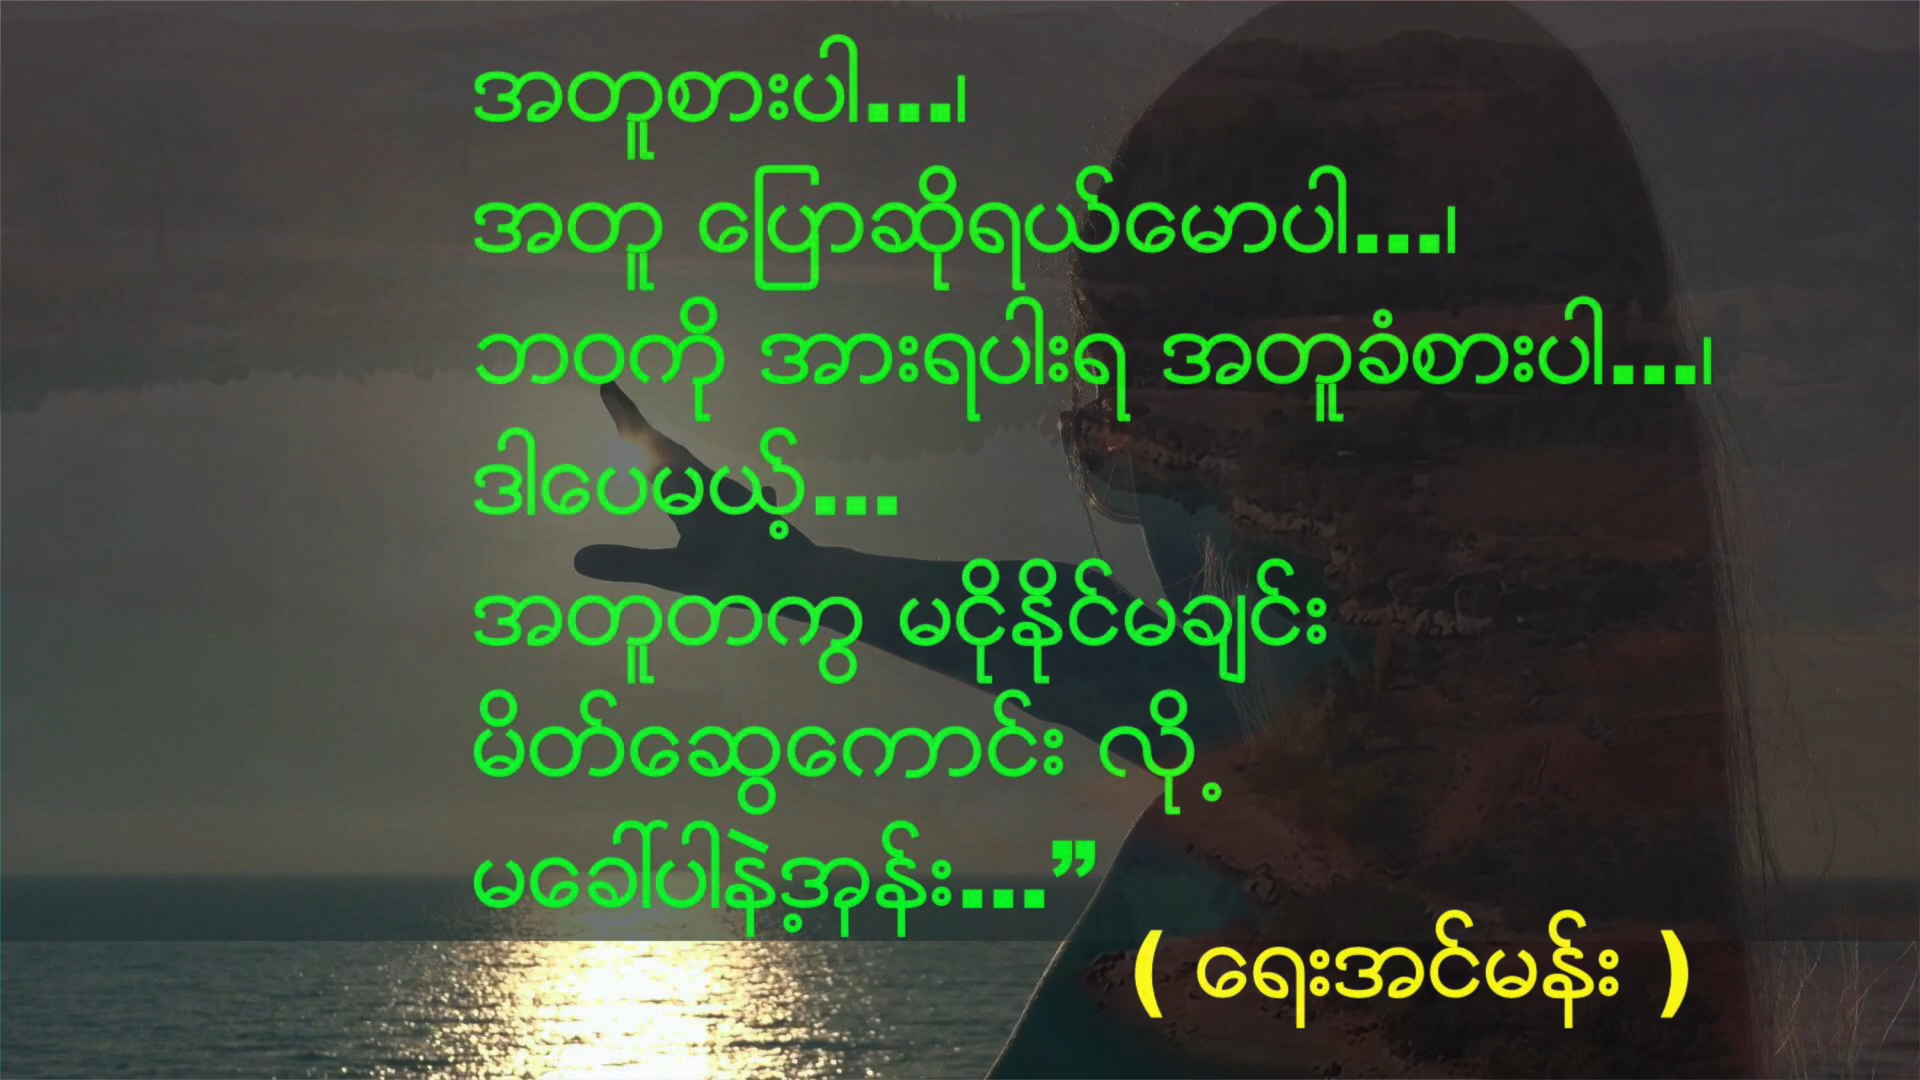 အတူစားပါ...၊
အတူ ပြောဆိုရယ်မောပါ...၊
ဘဝကို အားရပါးရ အတူခံစားပါ...၊
ဒါပေမယ့်...
အတူတကွ မငိုနိုင်မချင်း
မိတ်ဆွေကောင်း လို့
မခေါ်ပါနဲ့အုန်း...”
( ရေးအင်မန်း )